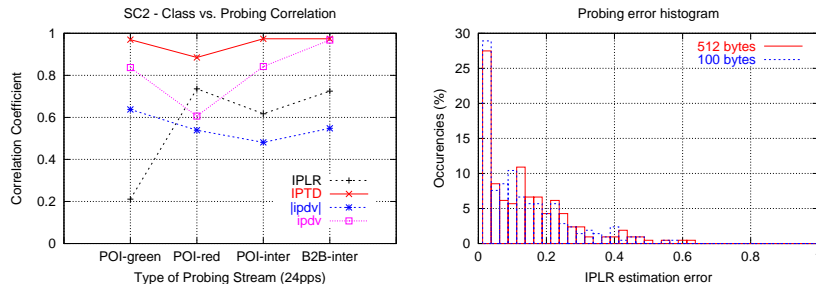 SC2 - Class vs. Probing Correlation
Correlation Coefficient
1
0.8
0.6
0.4
0.2
0
IPLR
IPTD
|ipdv|
ipdv
POI-green POI-red POI-inter B2B-inter
Type of Probing Stream (24pps)
Probing error histogram
Occurencies (%)
30
25
20
15
10
5
0
512 bytes
100 bytes
0 0.2 0.4 0.6 0.8 1
IPLR estimation error